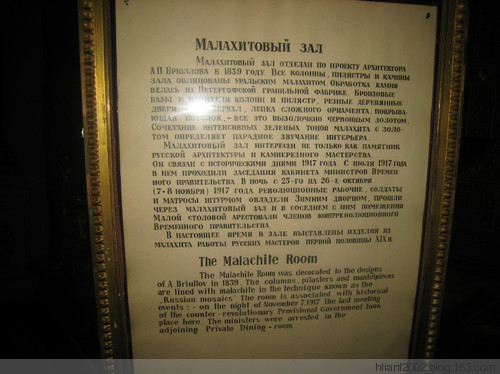 Малахитовый зал
Малахитовый зал отделан по проекту архитектора
А.П.Брюллова в 1839 году. Все колонны, пилястры и камины
зала облицованы уральским малахитом. Обработка камня
велась на Петергофской гранильной фабрике. Бронзовые
базы и капители колонн и пилястр, резные деревянные
двери зеркал, лепка сложного орнамента, покрыва-
ющая потолок,- все это вызолочено червонным золотом.
Сочетание интенсивных зеленых тонов малахита с золо-
том определяет парадное звучание интерьера.
Малахитовый зал интересен не только как памятник
русской архитектуры и камнерезного мастерства.
Он связан с историческими днями 1917 года. С июля 1917 года
в нем проходили заседания кабинета министров Времен-
ного правительства. В ночь с 25-го на 26-е октября
(7-8 ноября) 1917 года революционные рабочие, солдаты
и матросы штурмом овладели Зимним дворцом, прошли
через малахитовый зал и в соседнем с ним помещении
Малой столовой арестовали членов контрреволюционного
Временного правительства.
В настоящее время в зале выставлены изделия из
малахита работы русских мастеров первой половины XIX в.
The Malachite Room
The Malachite Room was decorated to the designs
of A. Briullov in 1839. The columns, pilasters and mantelpieces
are lined with malachite in the technique known as the
„Russian mosaics“. The room is associated with historical
events: - on the night of November 7, 1917 the last meeting
of the counter-revolutionary Provisional Government took
place here. The ministers were arrested in the
adjoining Private Dining-room
hliant2002.blog.163.com